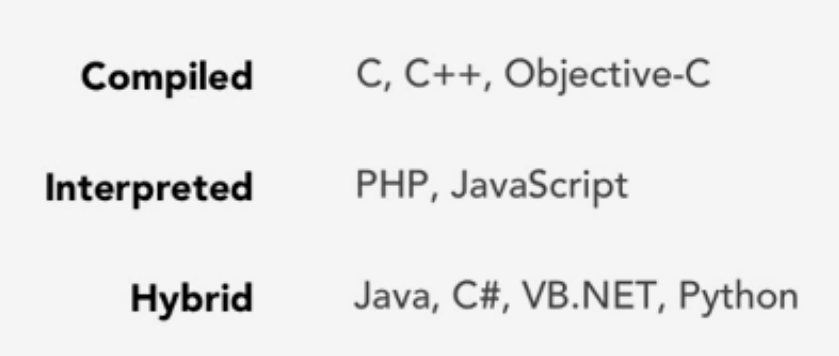 Compiled C, C++, Objective-C
Interpreted PHP, JavaScript
Hybrid Java, C#, VB.NET, Python